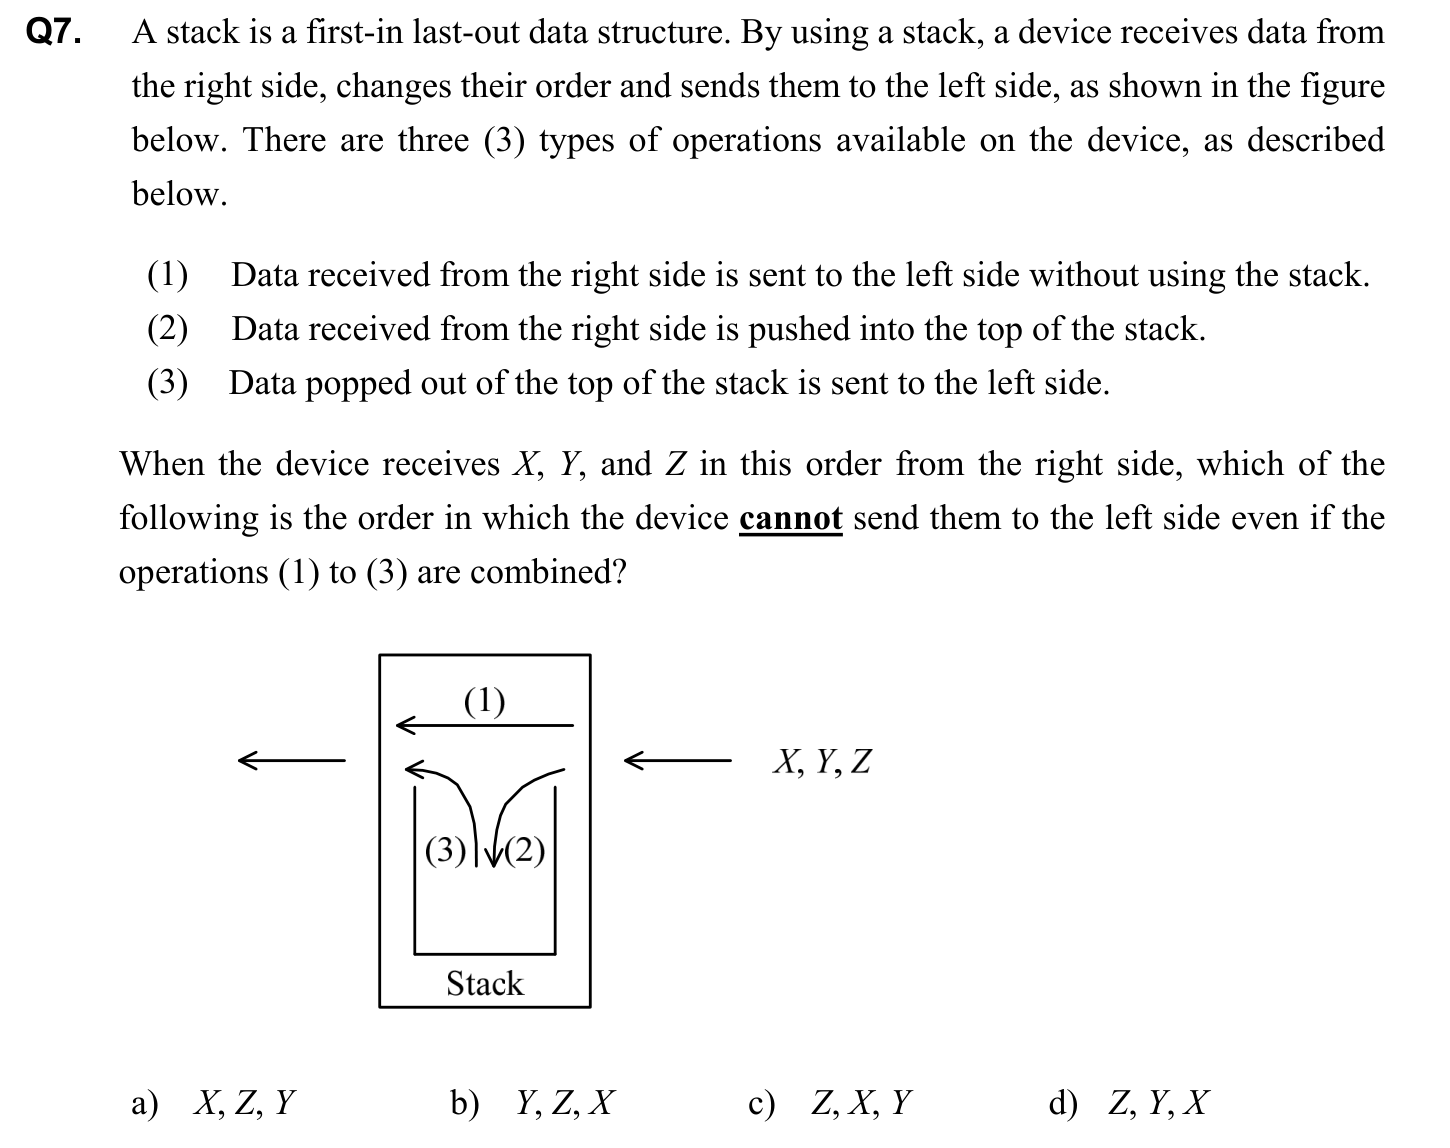 Q7. A stack is a first-in last-out data structure. By using a stack, a device receives data from
the right side, changes their order and sends them to the left side, as shown in the figure
below. There are three (3) types of operations available on the device, as described
below.
(1) Data received from the right side is sent to the left side without using the stack.
(2) Data received from the right side is pushed into the top of the stack.
(3) Data popped out of the top of the stack is sent to the left side.
When the device receives X, Y, and Z in this order from the right side, which of the
following is the order in which the device cannot send them to the left side even if the
operations (1) to (3) are combined?
(1)
X, Y, Z
(3) (2)
Stack
a) X, Z, Y b) Y, Z, X c) Z, X, Y d) Z, Y, X